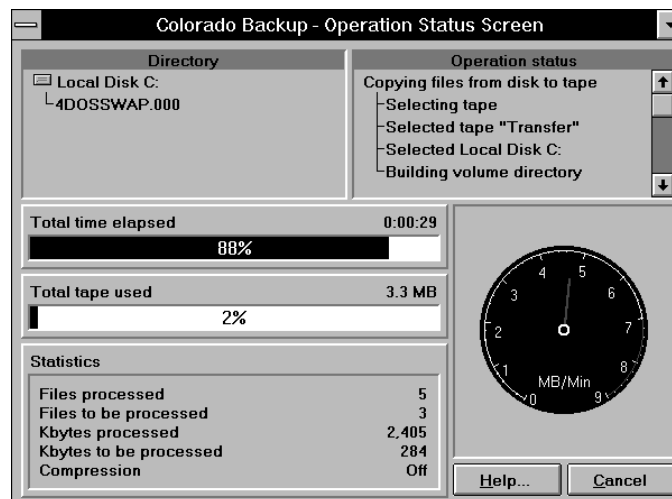 Colorado Backup - Operation Status Screen
Directory
Local Disk C:
4DOSSWAP.000
Operation status
Copying files from disk to tape
Selecting tape
Selected tape "Transfer"
Selected Local Disk C:
Building volume directory
Total time elapsed 0:00:29
88%
Total tape used 3.3 MB
2%
Statistics
Files processed 5
Files to be processed 3
Kbytes processed 2,405
Kbytes to be processed 284
Compression Off
0 1 2 3 4 5 6 7 8 9
MB/Min
Help... Cancel